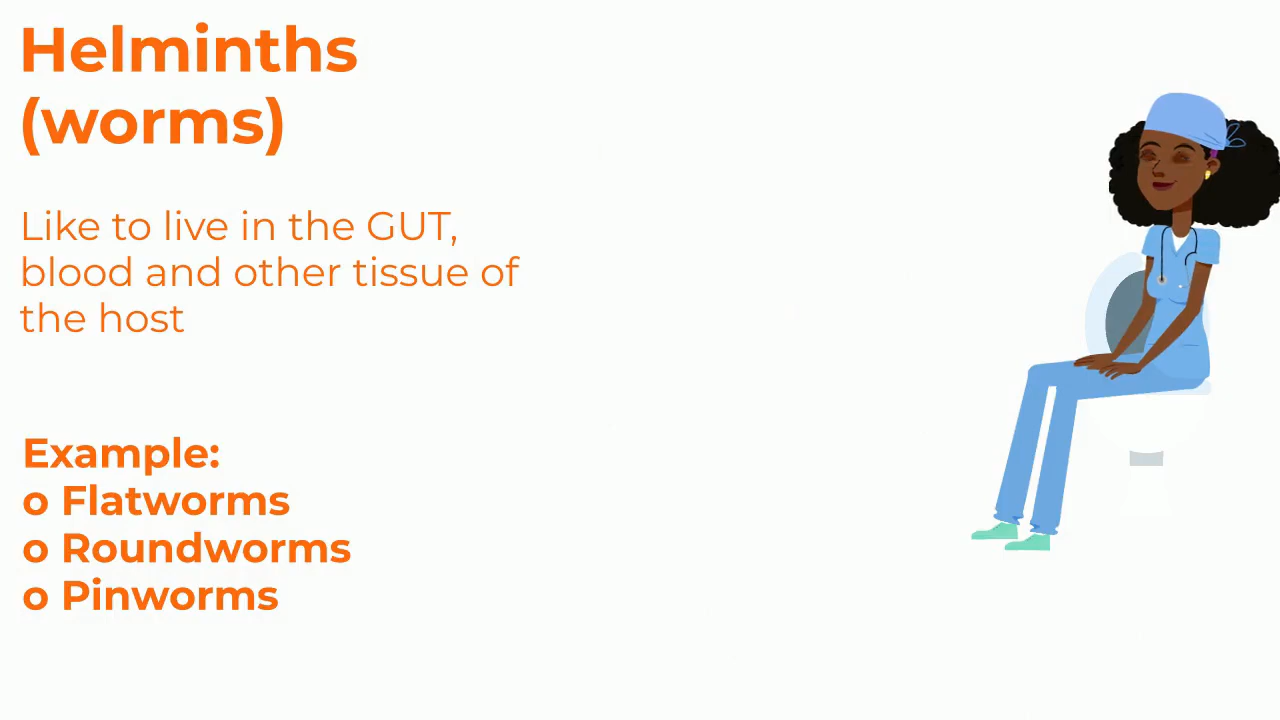 Helminths
(worms)
Like to live in the GUT,
blood and other tissue of
the host
Example:
o Flatworms
o Roundworms
o Pinworms